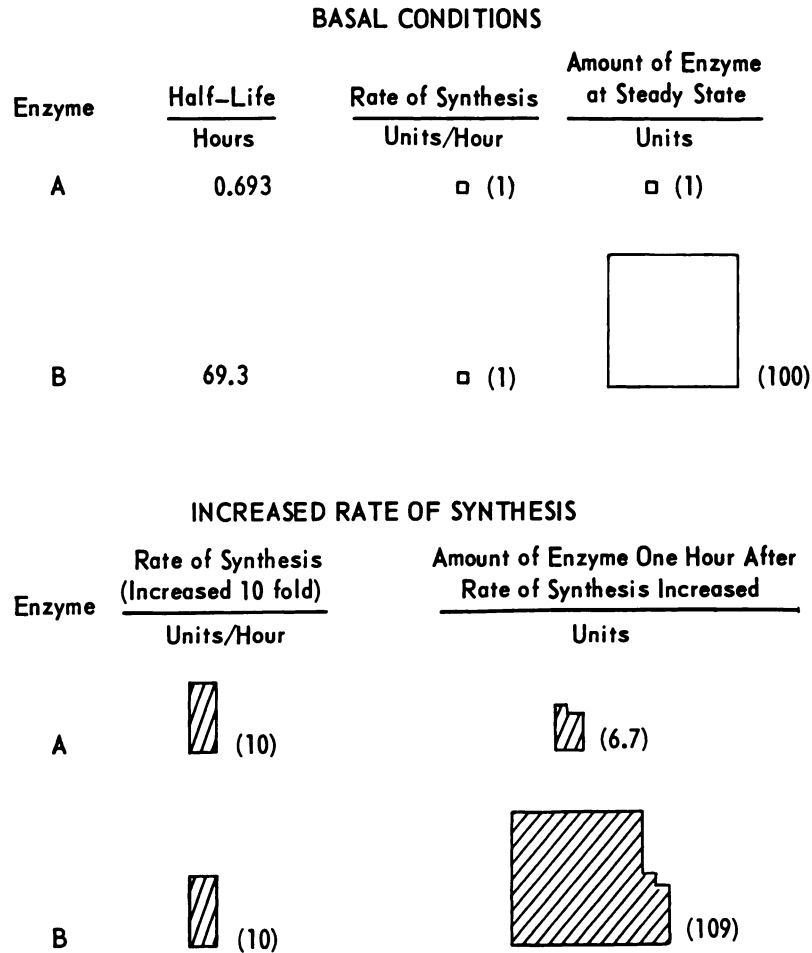 BASAL CONDITIONS
Enzyme
Half-Life
Hours
Rate of Synthesis
Units/Hour
Amount of Enzyme
at Steady State
Units
A 0.693 (1) (1)
B 69.3 (1) (100)
INCREASED RATE OF SYNTHESIS
Enzyme
Rate of Synthesis
(Increased 10 fold)
Units/Hour
Amount of Enzyme One Hour After
Rate of Synthesis Increased
Units
A (10) (6.7)
B (10) (109)